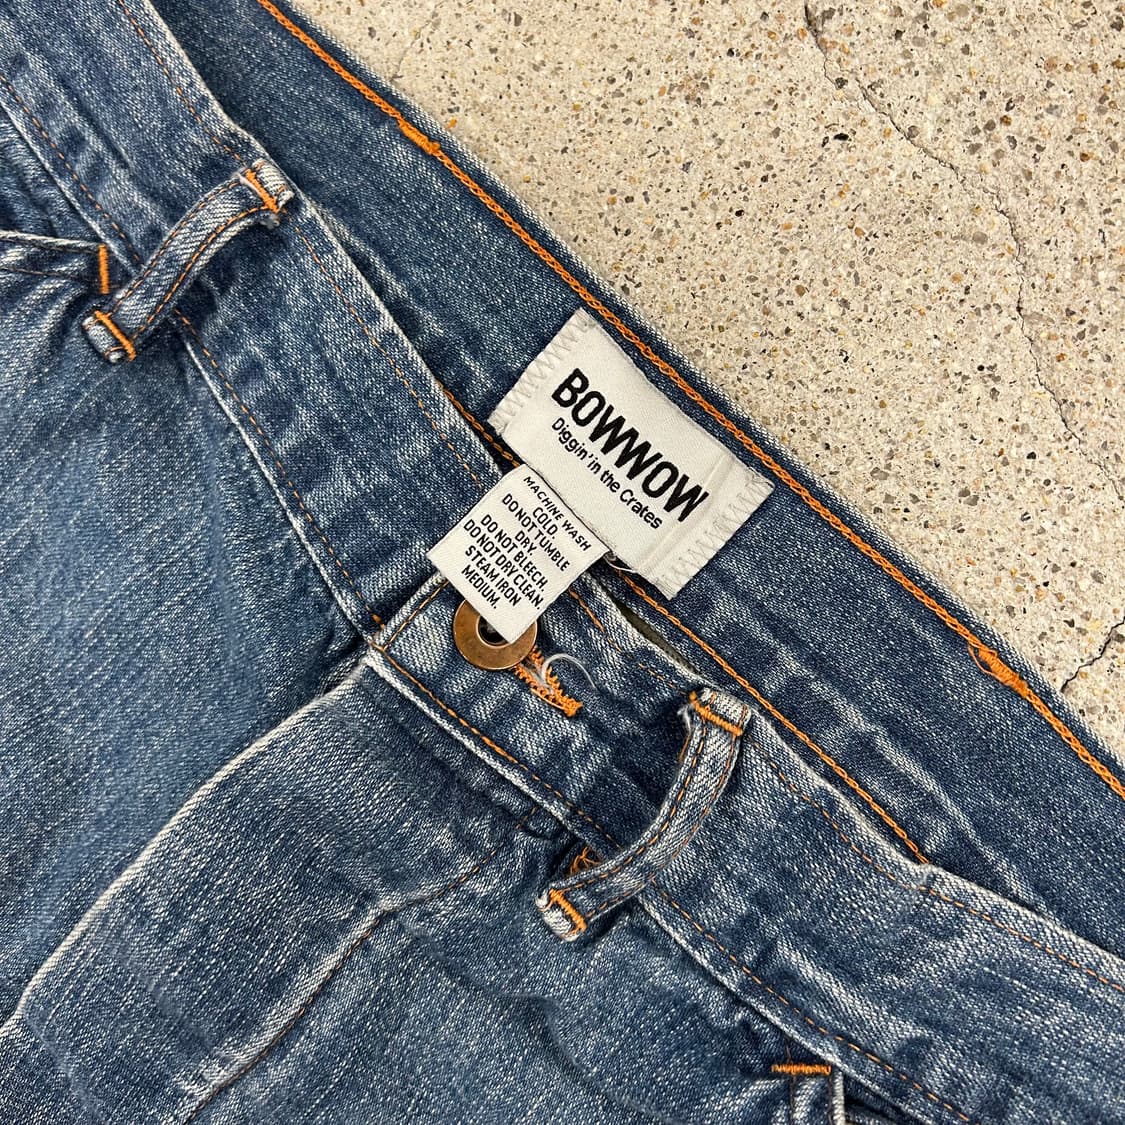 BOWWOW
Diggin' in the Crates
MACHINE WASH
COLD.
DO NOT TUMBLE
DRY.
DO NOT BLEECH.
DO NOT DRY CLEAN.
STEAM IRON
MEDIUM.